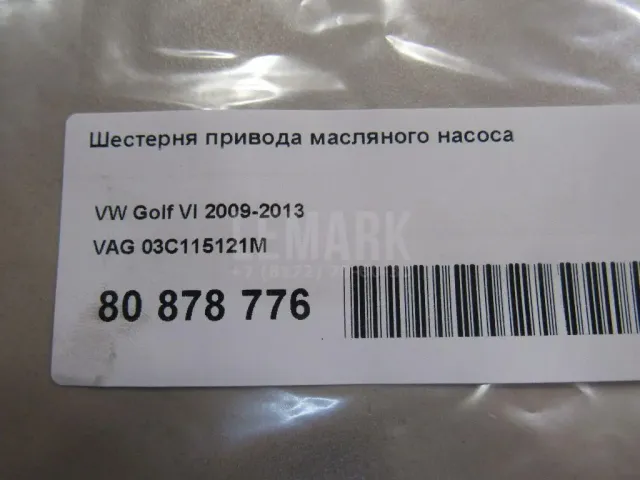 Шестерня привода масляного насоса
VW Golf VI 2009-2013
VAG 03C115121M
80 878 776